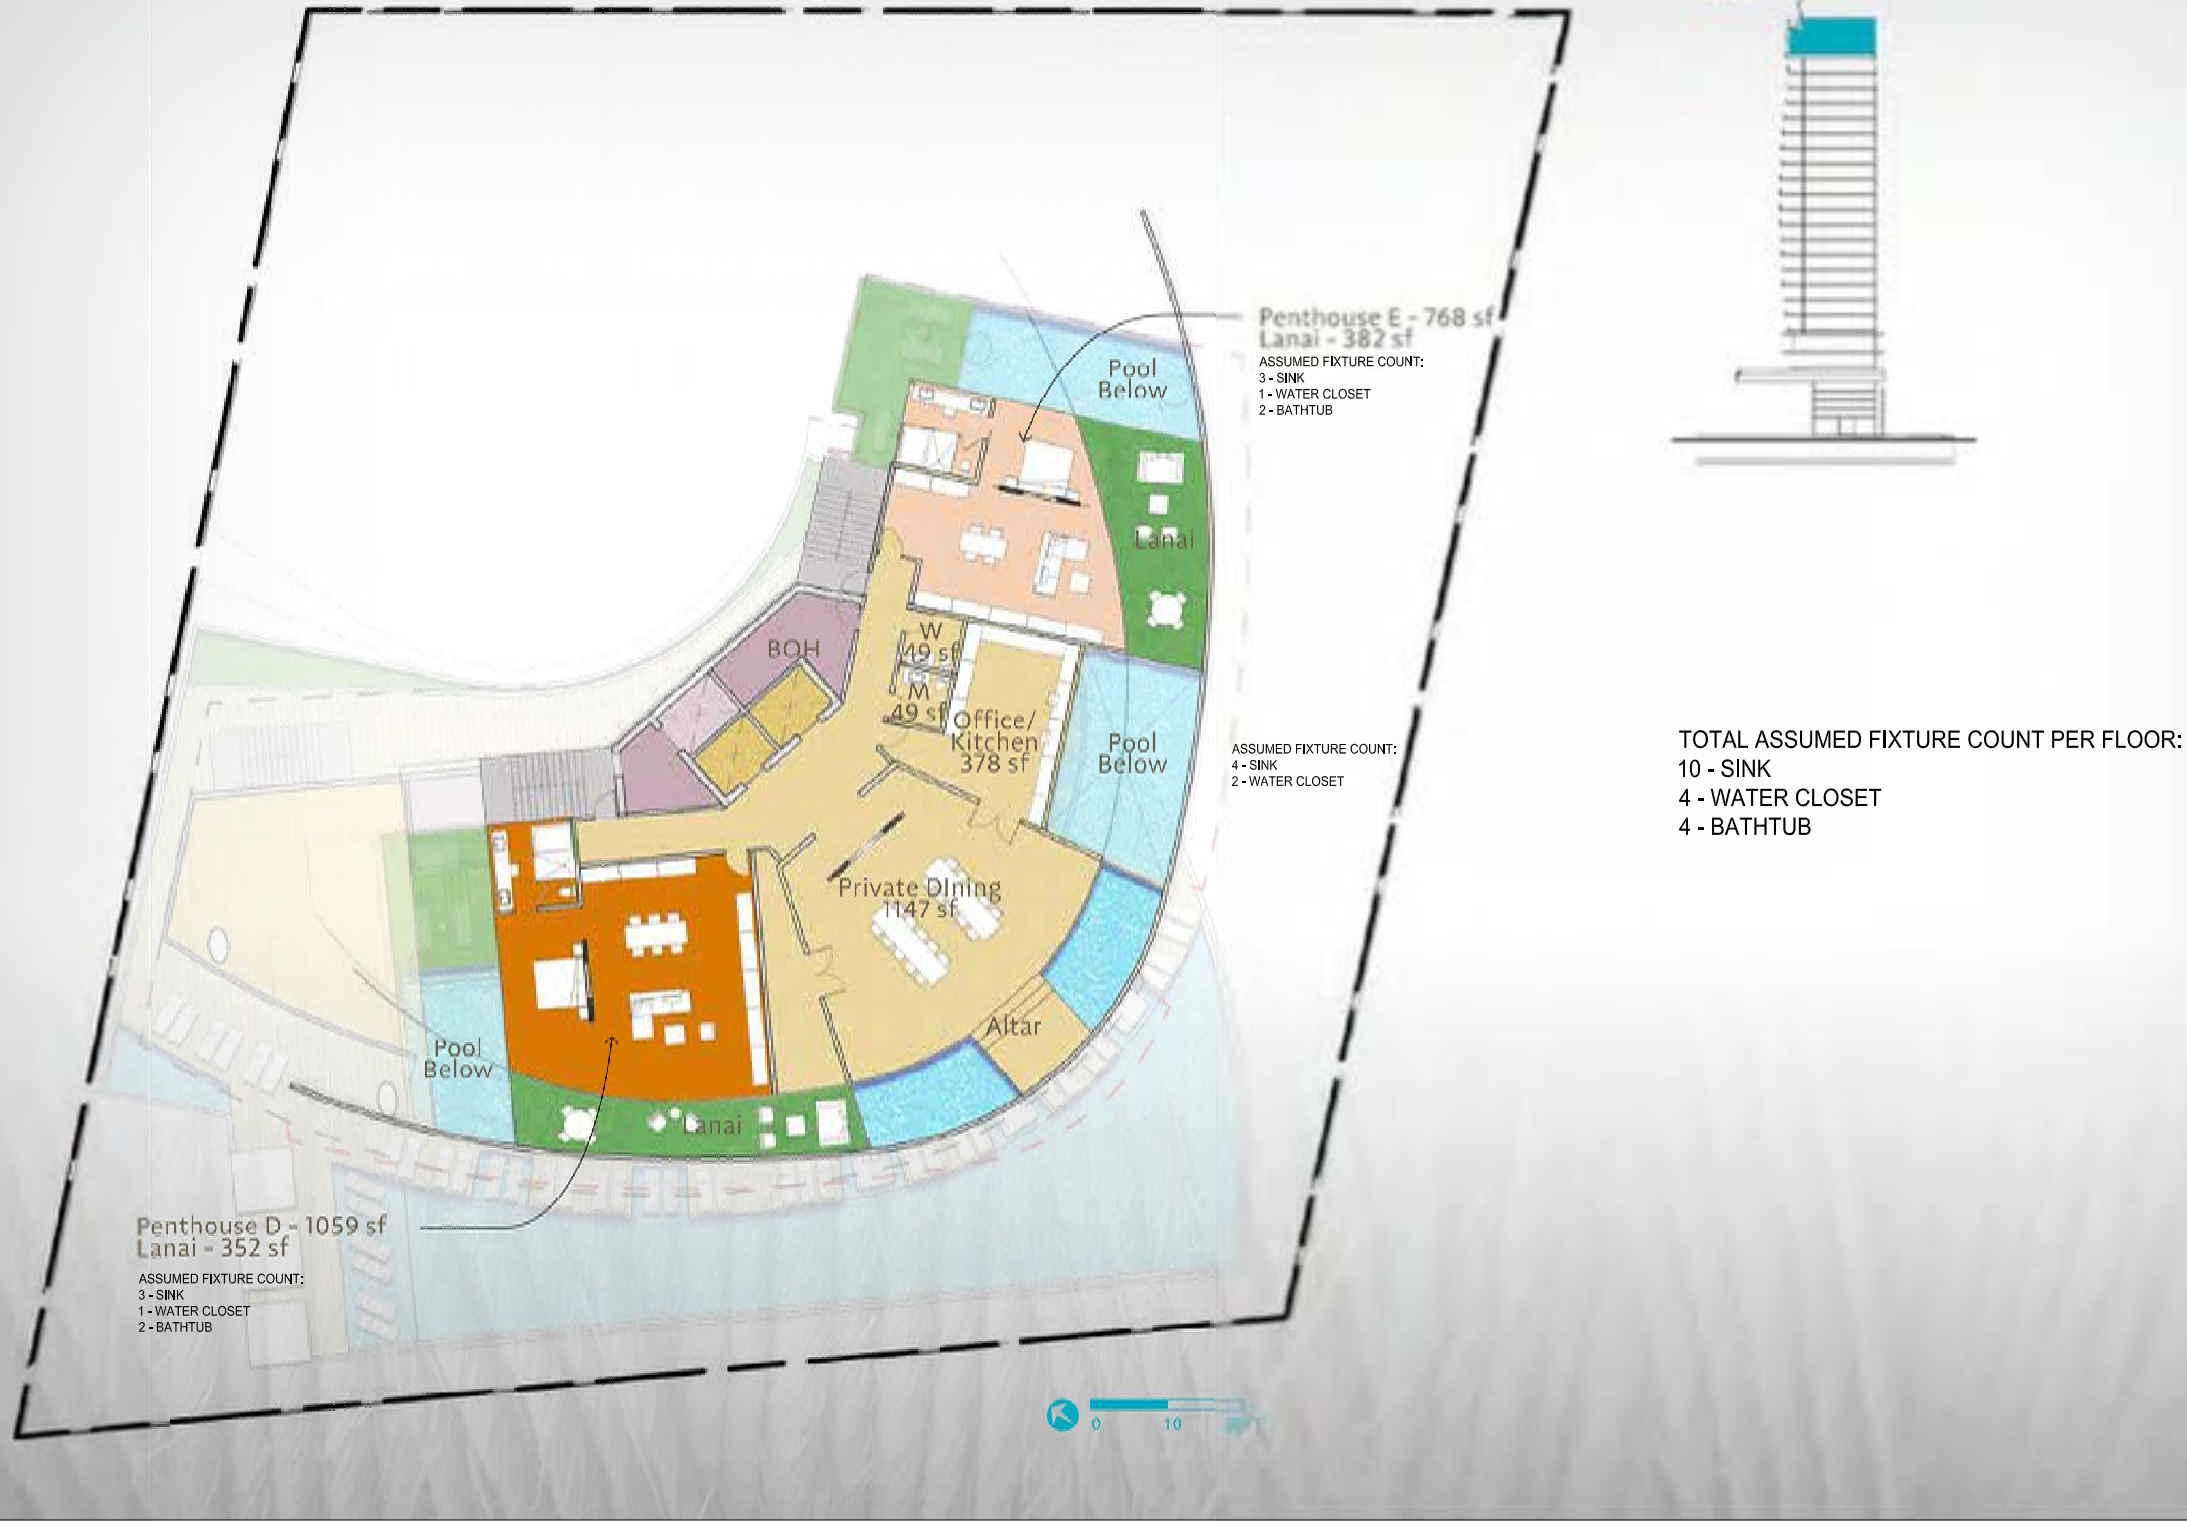 Penthouse E - 768 sf
Lanai - 382 sf
ASSUMED FIXTURE COUNT:
3 - SINK
1 - WATER CLOSET
2 - BATHTUB
Pool
Below
Lanai
BOH
W
49 sf
M
49 sf
Office/
Kitchen
378 sf
Pool
Below
ASSUMED FIXTURE COUNT:
4 - SINK
2 - WATER CLOSET
TOTAL ASSUMED FIXTURE COUNT PER FLOOR:
10 - SINK
4 - WATER CLOSET
4 - BATHTUB
Private DIning
1147 sf
Altar
Pool
Below
Lanai
Penthouse D - 1059 sf
Lanai - 352 sf
ASSUMED FIXTURE COUNT:
3 - SINK
1 - WATER CLOSET
2 - BATHTUB
0 10